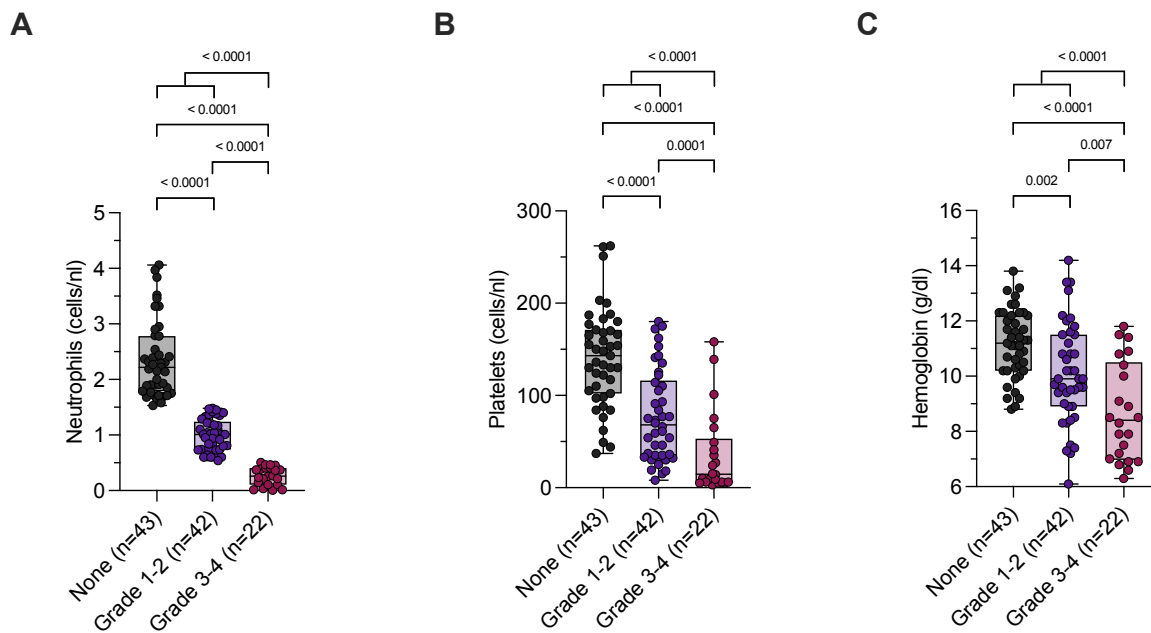 A
< 0.0001
< 0.0001
< 0.0001
< 0.0001
5
4
3
2
1
0
Neutrophils (cells/nl)
None (n=43)
Grade 1-2 (n=42)
Grade 3-4 (n=22)
B
< 0.0001
< 0.0001
0.0001
< 0.0001
300
200
100
0
Platelets (cells/nl)
None (n=43)
Grade 1-2 (n=42)
Grade 3-4 (n=22)
C
< 0.0001
< 0.0001
0.007
0.002
16
14
12
10
8
6
Hemoglobin (g/dl)
None (n=43)
Grade 1-2 (n=42)
Grade 3-4 (n=22)